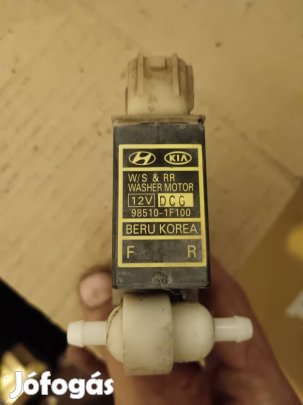 KIA
W/S & RR
WASHER MOTOR
12V DCG
98510-1F100
BERU KOREA
F R
Jófogás